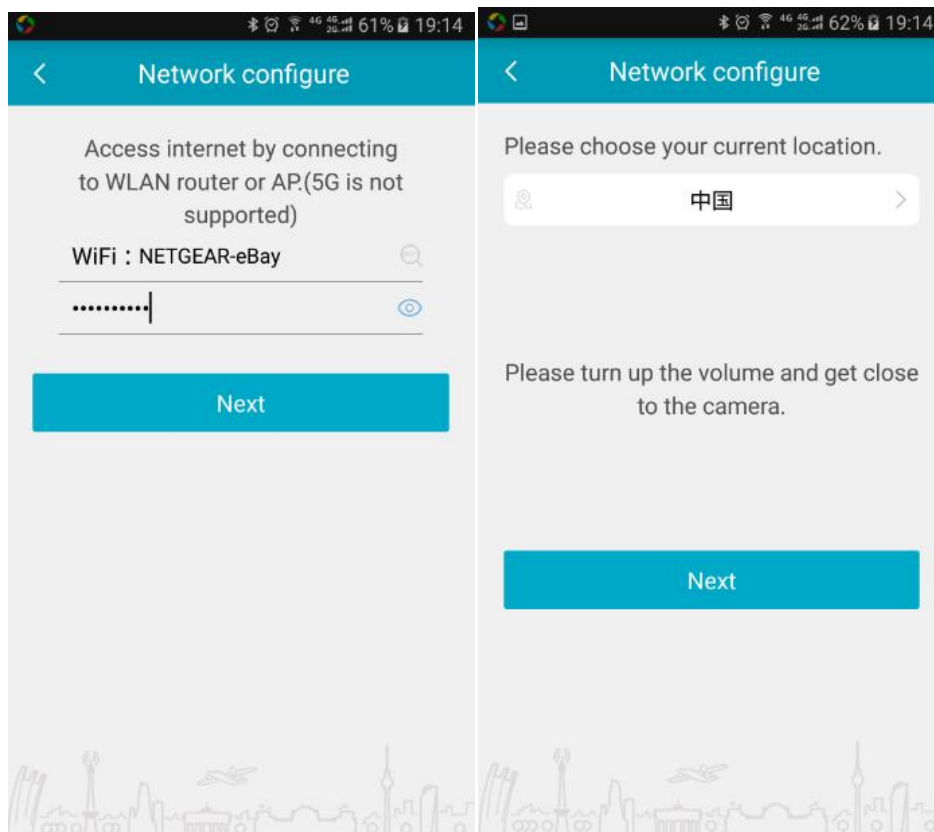 61% 19:14
Network configure
Access internet by connecting
to WLAN router or AP.(5G is not
supported)
WiFi : NETGEAR-eBay
••••••••••
Next
62% 19:14
Network configure
Please choose your current location.
中国
Please turn up the volume and get close
to the camera.
Next